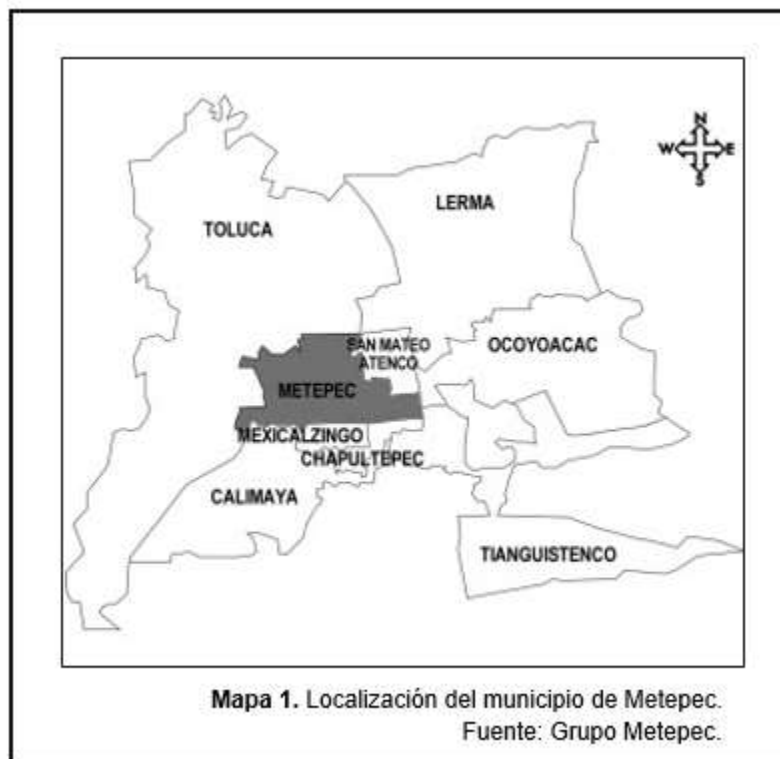 N
W E
S
LERMA
TOLUCA
SAN MATEO
ATENCO
OCOYOACAC
METEPEC
MEXICALZINGO
CHAPULTEPEC
CALIMAYA
TIANGUISTENCO
Mapa 1. Localización del municipio de Metepec.
Fuente: Grupo Metepec.